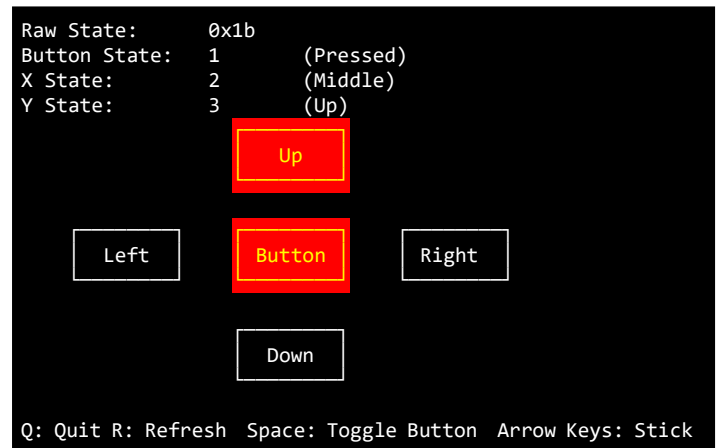 Raw State: 0x1b
Button State: 1 (Pressed)
X State: 2 (Middle)
Y State: 3 (Up)
Up
Left Button Right
Down
Q: Quit R: Refresh Space: Toggle Button Arrow Keys: Stick